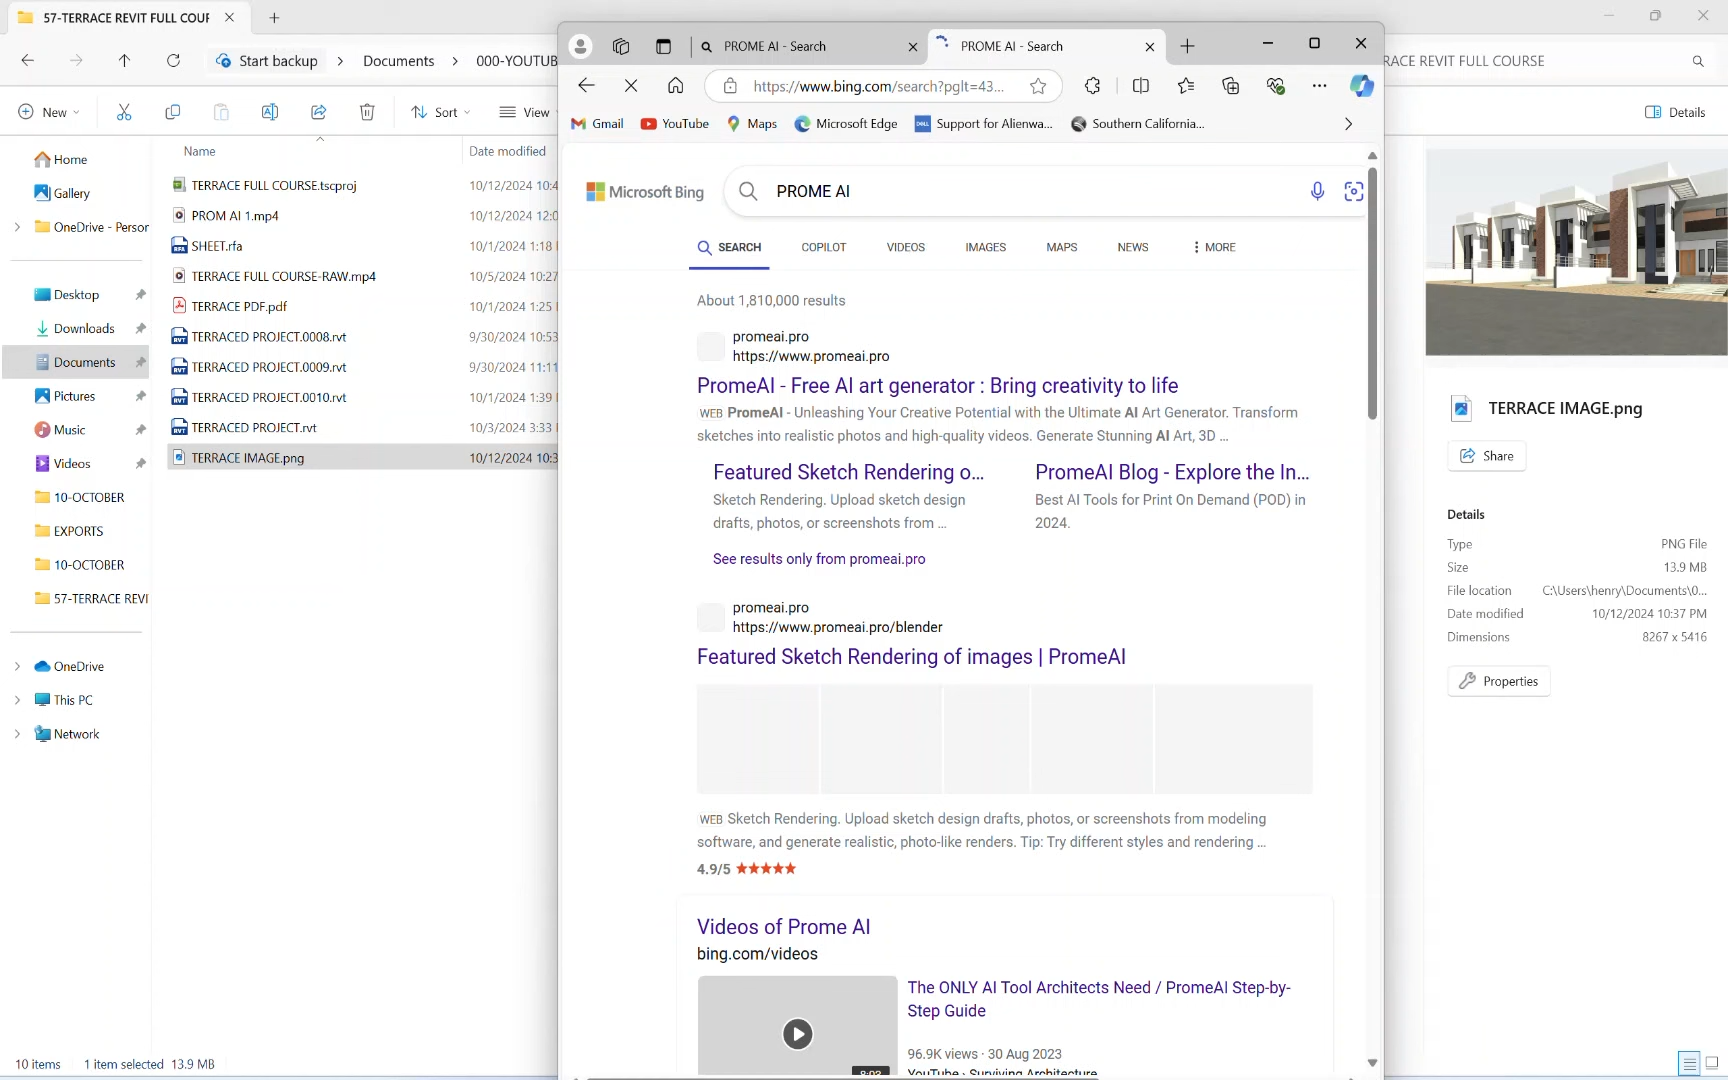 57-TERRACE REVIT FULL COUF
PROME AI - Search
PROME AI - Search
Start backup
Documents
000-YOUTUB
RACE REVIT FULL COURSE
https://www.bing.com/search?pglt=43...
New
Sort
View
Details
Gmail
YouTube
Maps
Microsoft Edge
DELL
Support for Alienwa...
Southern California...
Name
Date modified
Home
Gallery
OneDrive - Persor
Desktop
Downloads
Documents
Pictures
Music
Videos
10-OCTOBER
EXPORTS
10-OCTOBER
57-TERRACE REVI
OneDrive
This PC
Network
TERRACE FULL COURSE.tscproj 10/12/2024 10:4
PROM AI 1.mp4 10/12/2024 12:0
SHEET.rfa 10/1/2024 1:18
TERRACE FULL COURSE-RAW.mp4 10/5/2024 10:27
TERRACE PDF.pdf 10/1/2024 1:25
TERRACED PROJECT.0008.rvt 9/30/2024 10:53
TERRACED PROJECT.0009.rvt 9/30/2024 11:11
TERRACED PROJECT.0010.rvt 10/1/2024 1:39
TERRACED PROJECT.rvt 10/3/2024 3:33
TERRACE IMAGE.png 10/12/2024 10:3
Microsoft Bing
PROME AI
SEARCH COPILOT VIDEOS IMAGES MAPS NEWS MORE
About 1,810,000 results
promeai.pro
https://www.promeai.pro
PromeAI - Free AI art generator : Bring creativity to life
WEB PromeAI - Unleashing Your Creative Potential with the Ultimate AI Art Generator. Transform
sketches into realistic photos and high-quality videos. Generate Stunning AI Art, 3D ...
Featured Sketch Rendering o...
Sketch Rendering. Upload sketch design
drafts, photos, or screenshots from ...
PromeAI Blog - Explore the In...
Best AI Tools for Print On Demand (POD) in
2024.
See results only from promeai.pro
promeai.pro
https://www.promeai.pro/blender
Featured Sketch Rendering of images | PromeAI
WEB Sketch Rendering. Upload sketch design drafts, photos, or screenshots from modeling
software, and generate realistic, photo-like renders. Tip: Try different styles and rendering ...
4.9/5
Videos of Prome AI
bing.com/videos
The ONLY AI Tool Architects Need / PromeAI Step-by-
Step Guide
96.9K views · 30 Aug 2023
YouTube › Surviving Architecture
8:03
TERRACE IMAGE.png
Share
Details
Type PNG File
Size 13.9 MB
File location C:\Users\henry\Documents\0...
Date modified 10/12/2024 10:37 PM
Dimensions 8267 x 5416
Properties
10 items
1 item selected 13.9 MB